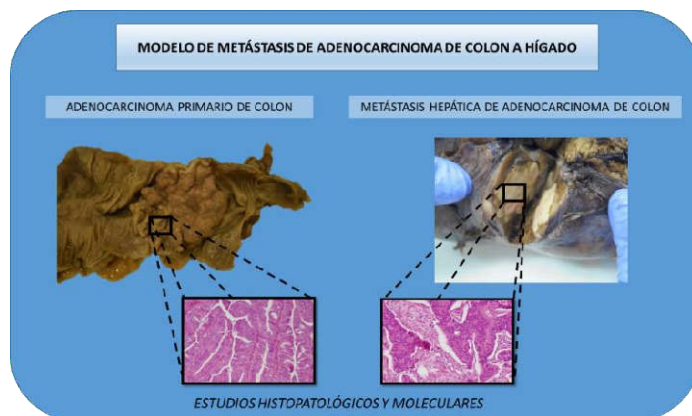 MODELO DE METÁSTASIS DE ADENOCARCINOMA DE COLON A HÍGADO
ADENOCARCINOMA PRIMARIO DE COLON
METÁSTASIS HEPÁTICA DE ADENOCARCINOMA DE COLON
ESTUDIOS HISTOPATOLÓGICOS Y MOLECULARES